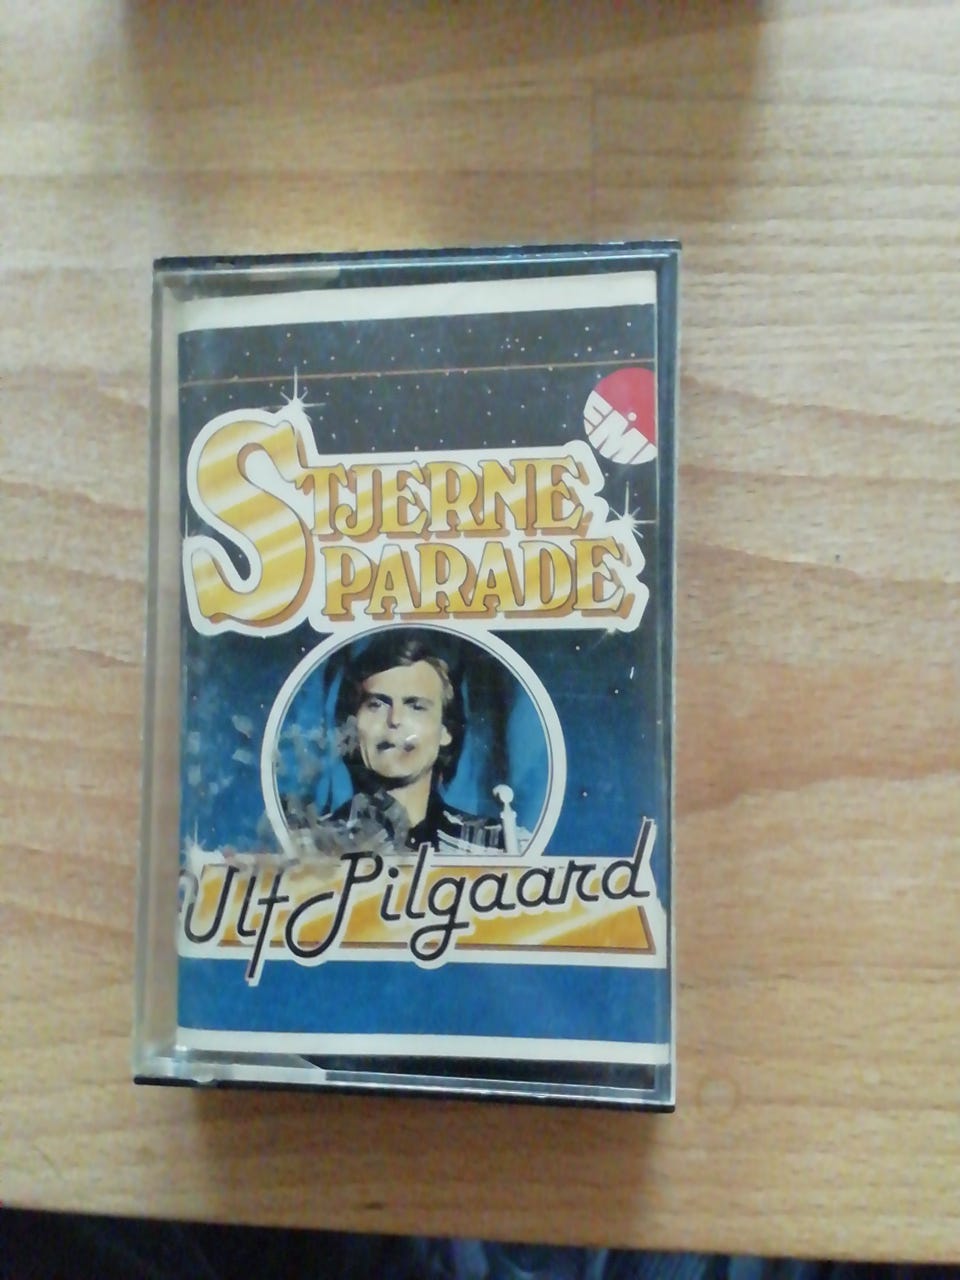 EMI
STJERNE
PARADE
Ulf Pilgaard